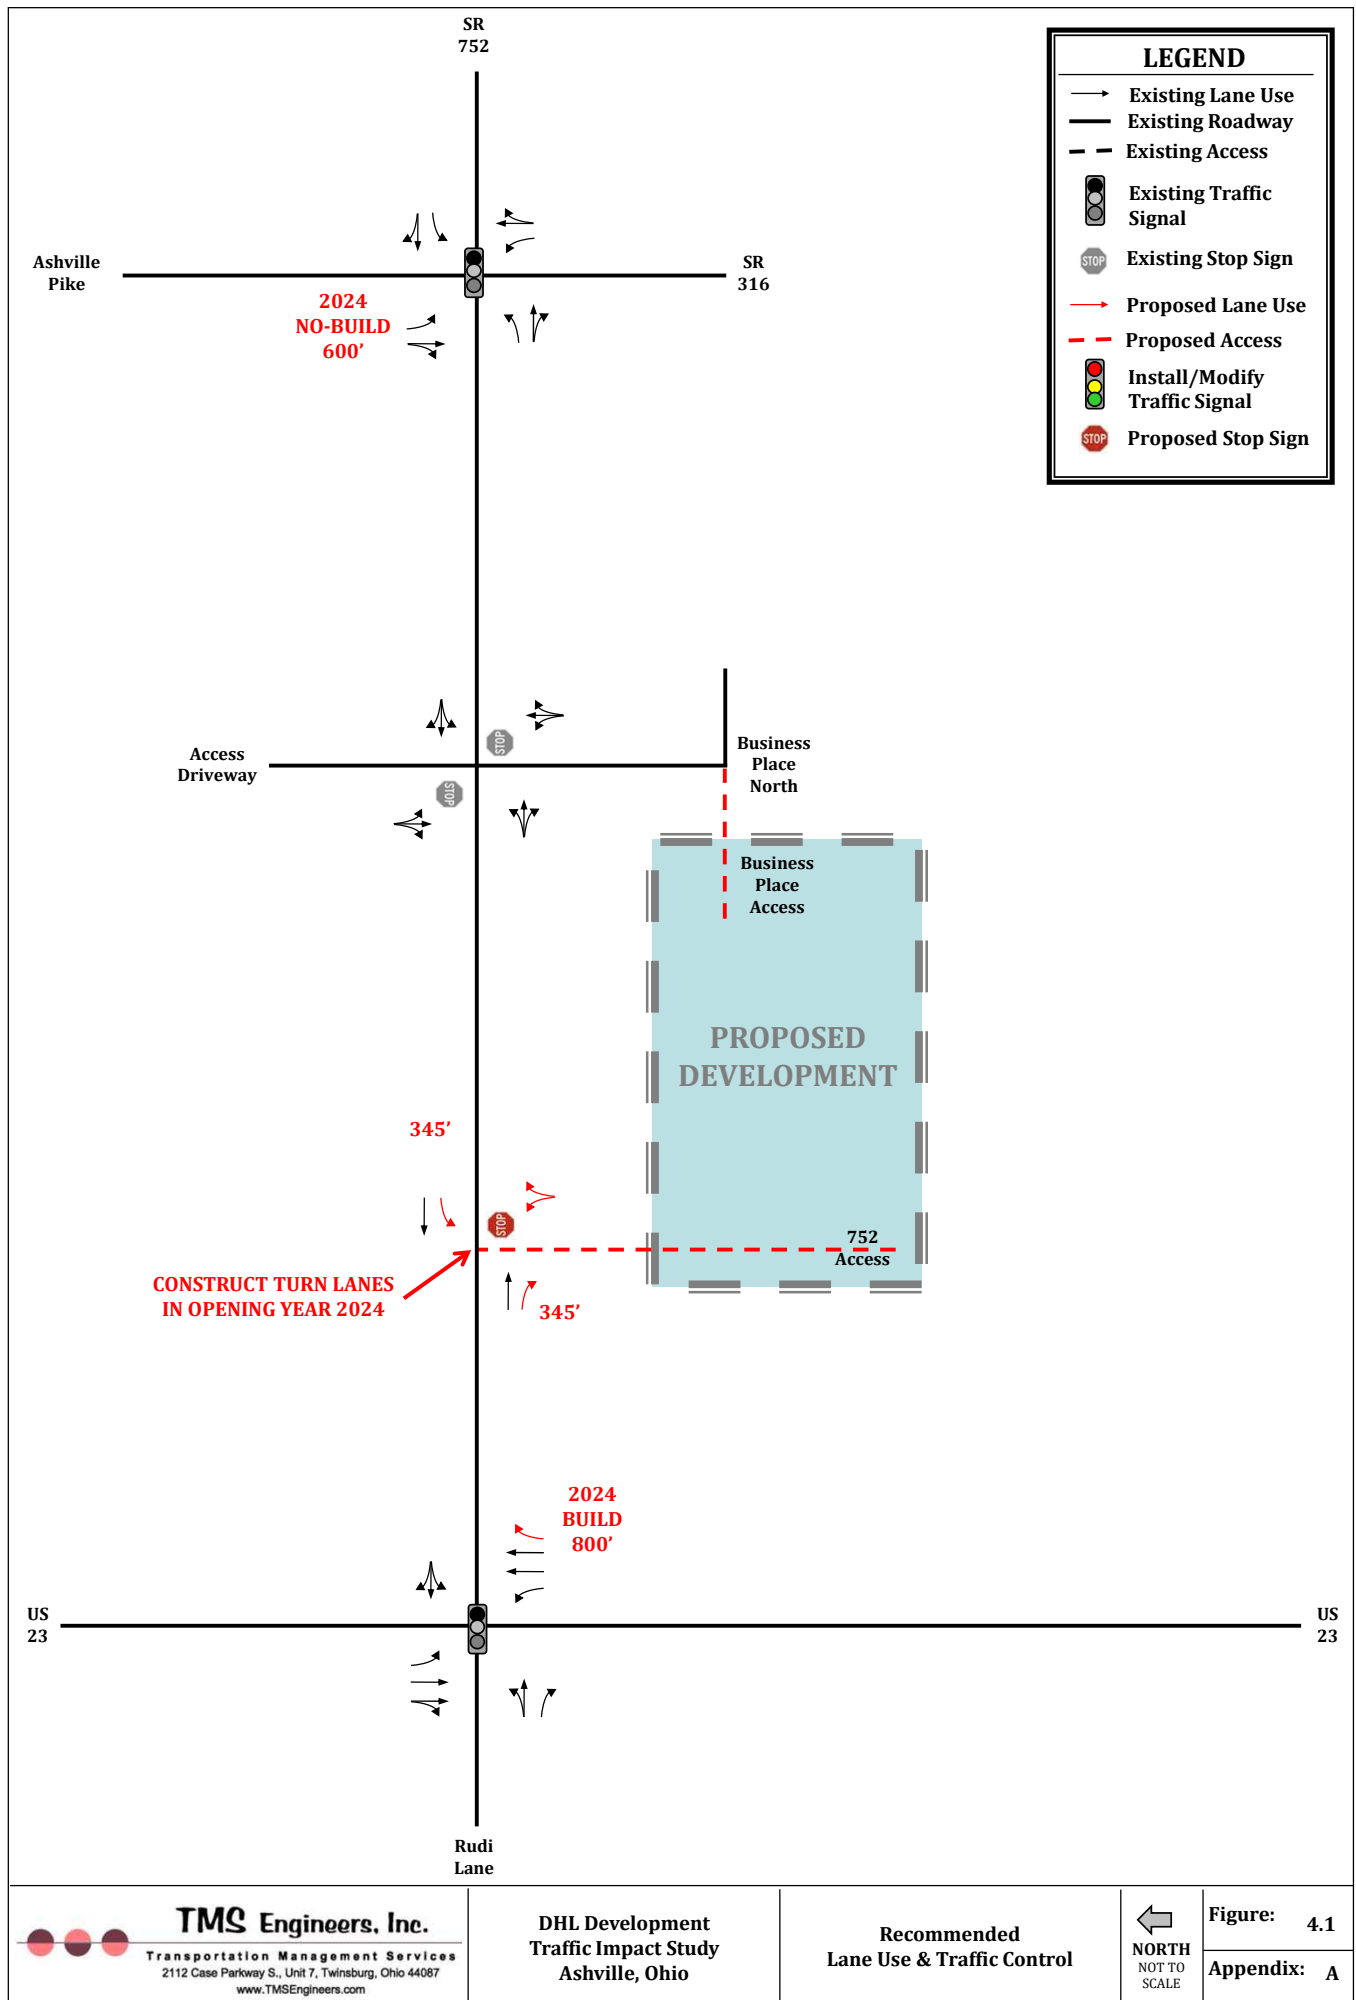 SR
752
LEGEND
Existing Lane Use
Existing Roadway
Existing Access
Existing Traffic
Signal
STOP
Existing Stop Sign
Proposed Lane Use
Proposed Access
Install/Modify
Traffic Signal
STOP
Proposed Stop Sign
Ashville
Pike
SR
316
2024
NO-BUILD
600’
Access
Driveway
STOP
STOP
Business
Place
North
Business
Place
Access
PROPOSED
DEVELOPMENT
345’
STOP
752
Access
CONSTRUCT TURN LANES
IN OPENING YEAR 2024
345’
2024
BUILD
800’
US
23
US
23
Rudi
Lane
TMS Engineers, Inc.
Transportation Management Services
2112 Case Parkway S., Unit 7, Twinsburg, Ohio 44087
www.TMSEngineers.com
DHL Development
Traffic Impact Study
Ashville, Ohio
Recommended
Lane Use & Traffic Control
NORTH
NOT TO
SCALE
Figure: 4.1
Appendix: A